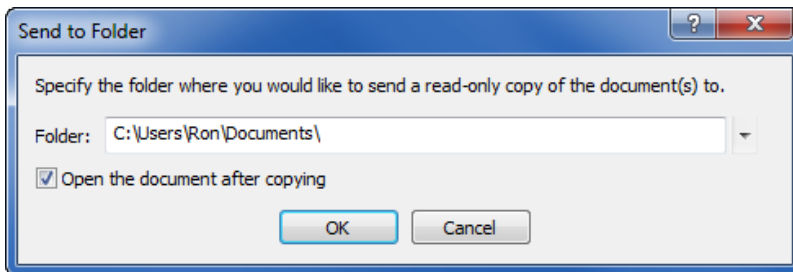 Send to Folder
Specify the folder where you would like to send a read-only copy of the document(s) to.
Folder: C:\Users\Ron\Documents\
Open the document after copying
OK Cancel